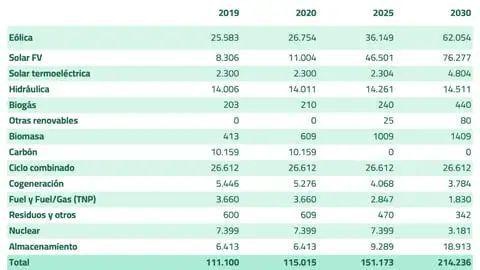 2019 2020 2025 2030
Eólica 25.583 26.754 36.149 62.054
Solar FV 8.306 11.004 46.501 76.277
Solar termoeléctrica 2.300 2.300 2.304 4.804
Hidráulica 14.006 14.011 14.261 14.511
Biogás 203 210 240 440
Otras renovables 0 0 25 80
Biomasa 413 609 1009 1409
Carbón 10.159 10.159 0 0
Ciclo combinado 26.612 26.612 26.612 26.612
Cogeneración 5.446 5.276 4.068 3.784
Fuel y Fuel/Gas (TNP) 3.660 3.660 2.847 1.830
Residuos y otros 600 609 470 342
Nuclear 7.399 7.399 7.399 3.181
Almacenamiento 6.413 6.413 9.289 18.913
Total 111.100 115.015 151.173 214.236